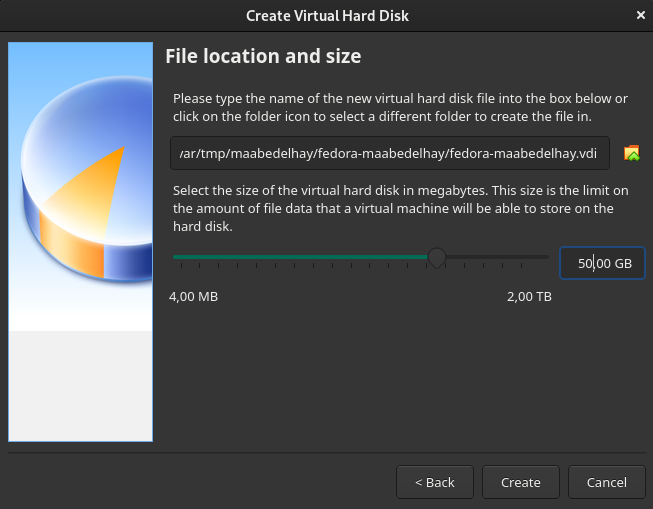 Create Virtual Hard Disk
File location and size
Please type the name of the new virtual hard disk file into the box below or
click on the folder icon to select a different folder to create the file in.
/ar/tmp/maabedelhay/fedora-maabedelhay/fedora-maabedelhay.vdi
Select the size of the virtual hard disk in megabytes. This size is the limit on
the amount of file data that a virtual machine will be able to store on the
hard disk.
50,00 GB
4,00 MB
2,00 TB
< Back
Create
Cancel